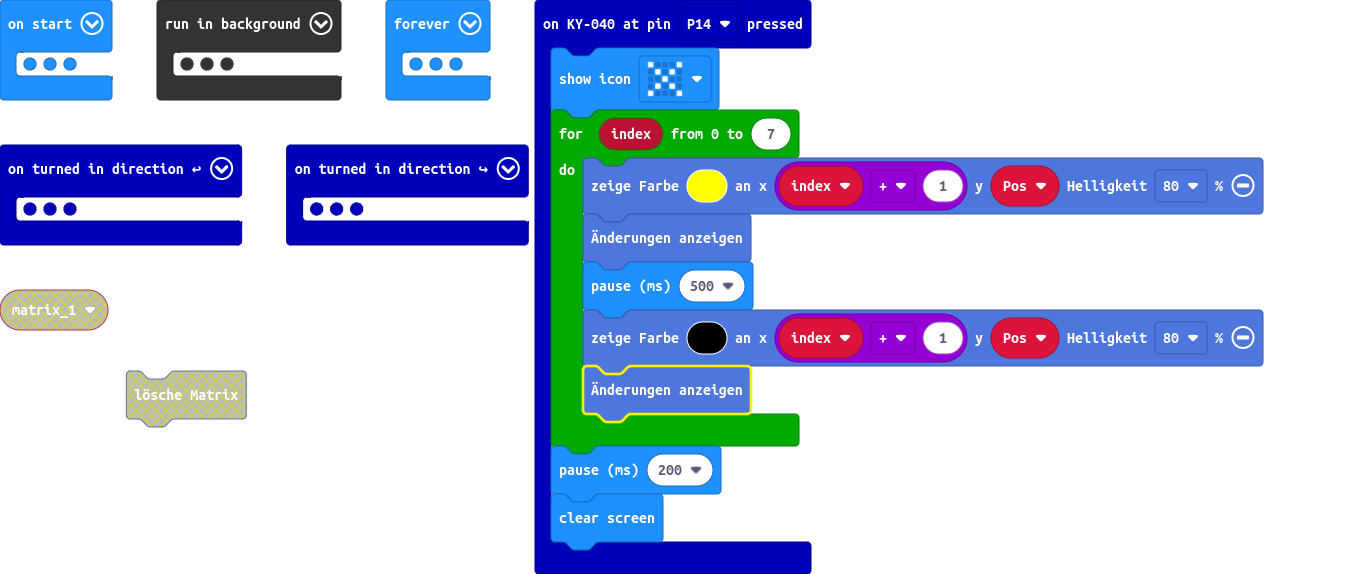 on start
run in background
forever
on turned in direction ↩
on turned in direction ↪
matrix_1
lösche Matrix
on KY-040 at pin P14 pressed
show icon
for index from 0 to 7
do
zeige Farbe an x index + 1 y Pos Helligkeit 80 %
Änderungen anzeigen
pause (ms) 500
zeige Farbe an x index + 1 y Pos Helligkeit 80 %
Änderungen anzeigen
pause (ms) 200
clear screen